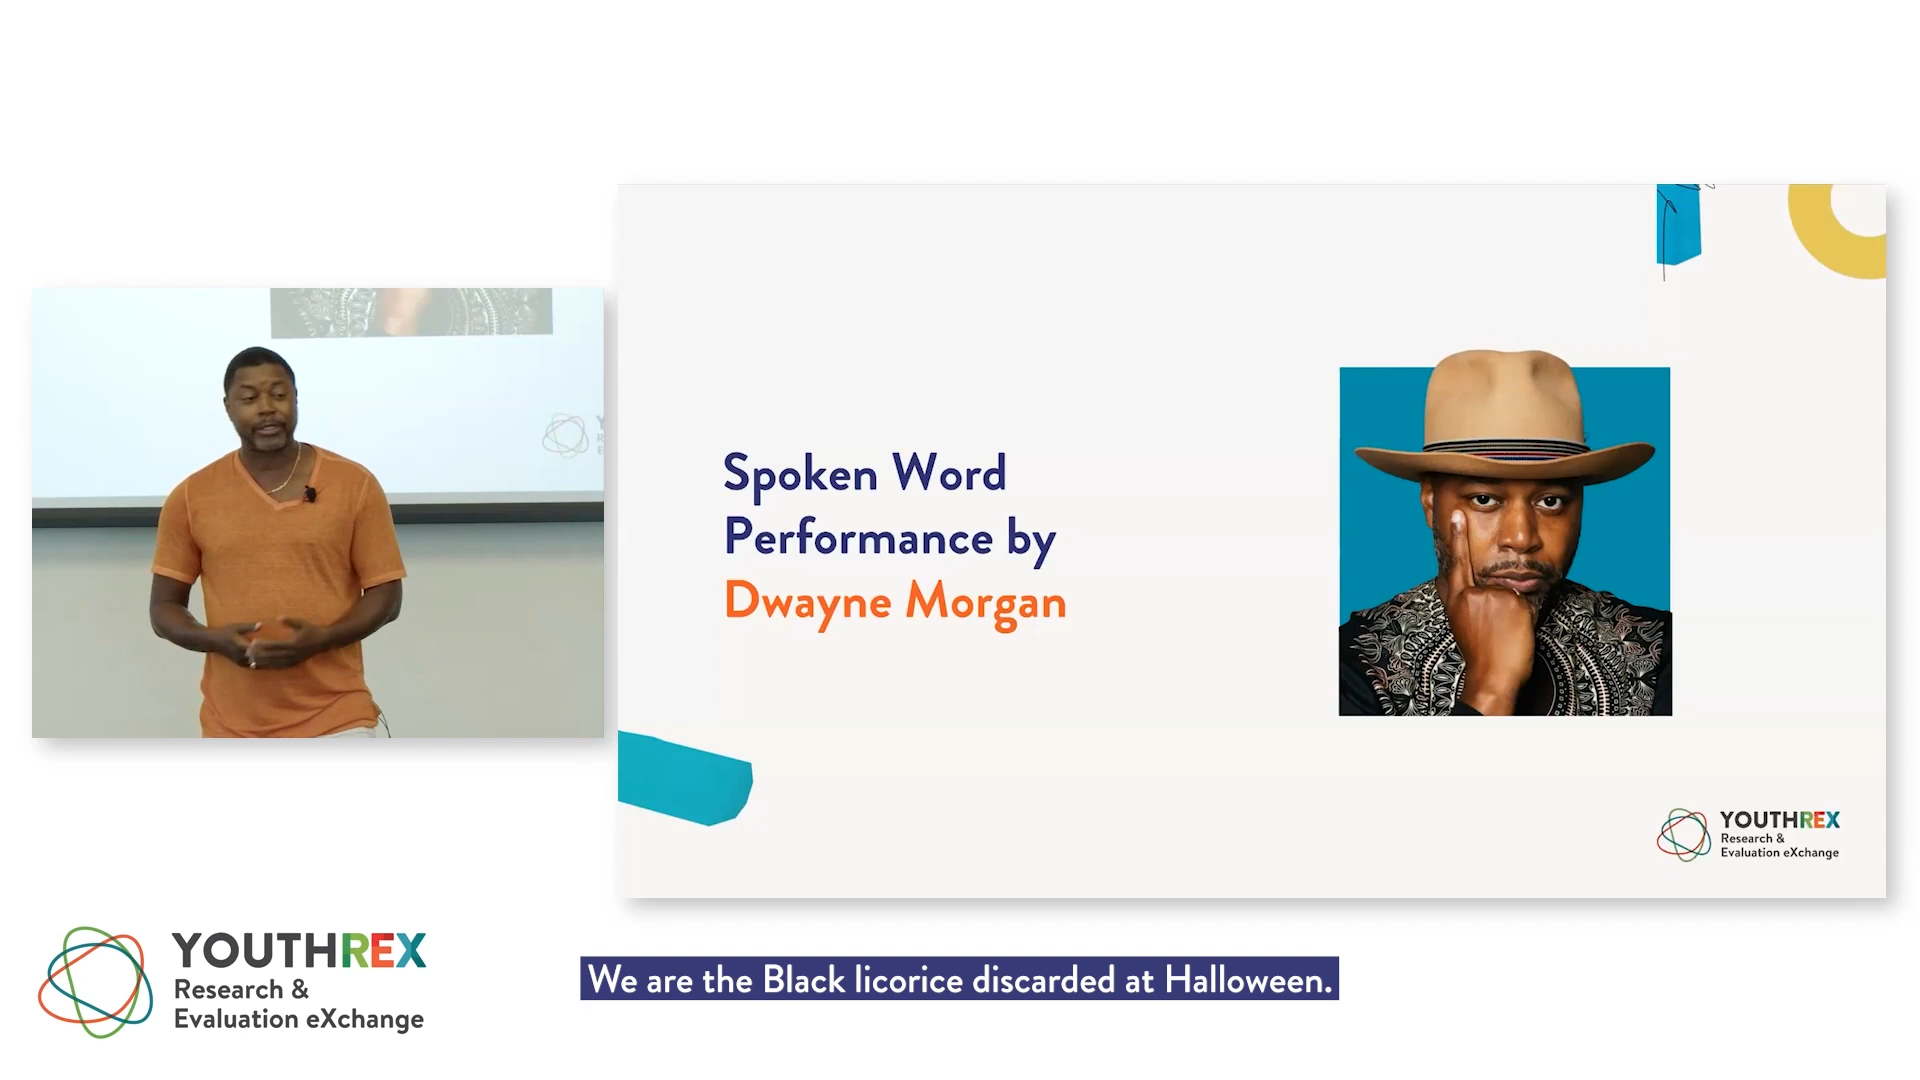 Spoken Word
Performance by
Dwayne Morgan
YOUTHREX
Research &
Evaluation eXchange
YOUTHREX
Research &
Evaluation eXchange
We are the Black licorice discarded at Halloween.